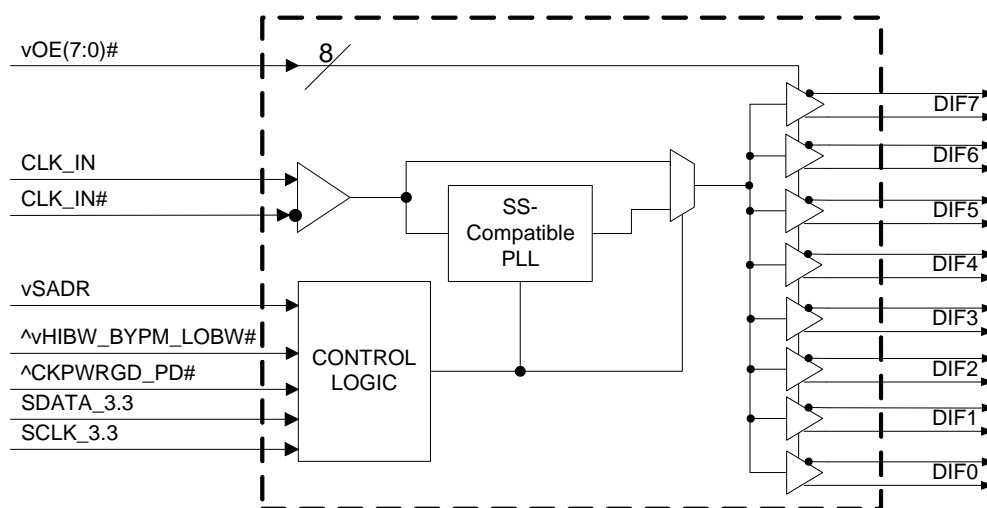 vOE(7:0)#
8
DIF7
CLK_IN
DIF6
CLK_IN#
SS-
Compatible
PLL
DIF5
DIF4
vSADR
^vHIBW_BYPM_LOBW#
^CKPWRGD_PD#
SDATA_3.3
SCLK_3.3
CONTROL
LOGIC
DIF3
DIF2
DIF1
DIF0